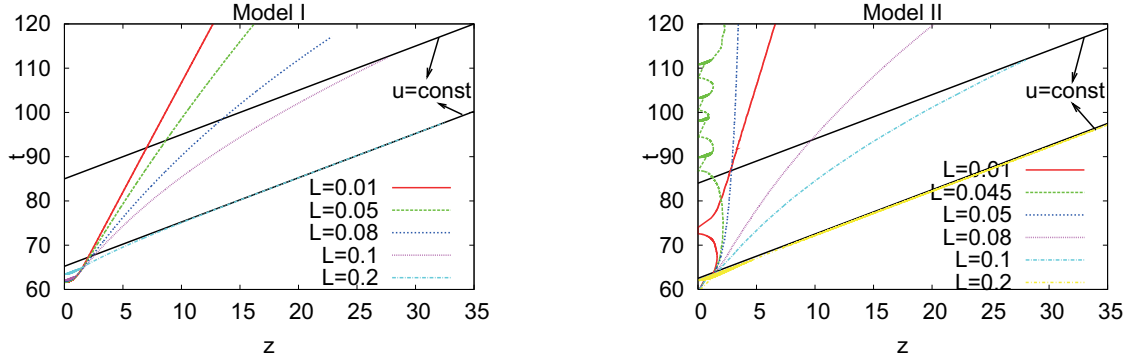 Model I
120
110
100
90
80
70
60
t
0 5 10 15 20 25 30 35
z
u=const
L=0.01
L=0.05
L=0.08
L=0.1
L=0.2
Model II
120
110
100
90
80
70
60
t
0 5 10 15 20 25 30 35
z
u=const
L=0.01
L=0.045
L=0.05
L=0.08
L=0.1
L=0.2